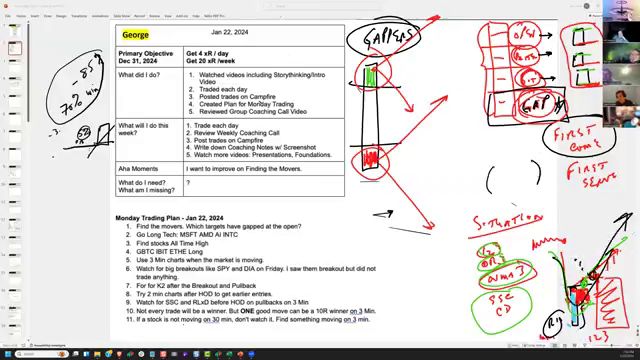 George
Jan 22, 2024
Primary Objective
Dec 31, 2024
Get 4 xR / day
Get 20 xR /week
What did I do?
1. Watched videos including Storythinking/Intro
Video
2. Traded each day
3. Posted trades on Campfire
4. Created Plan for Monday Trading
5. Reviewed Group Coaching Call Video
What will I do this
week?
1. Trade each day
2. Review Weekly Coaching Call
3. Post trades on Campfire
4. Write down Coaching Notes w/ Screenshot
5. Watch more videos: Presentations, Foundations.
Aha Moments
I want to improve on Finding the Movers.
What do I need?
What am I missing?
?
Monday Trading Plan - Jan 22, 2024
1. Find the movers. Which targets have gapped at the open?
2. Go Long Tech: MSFT AMD AI INTC
3. Find stocks All Time High
4. GBTC IBIT ETHE Long
5. Use 3 Min charts when the market is moving.
6. Watch for big breakouts like SPY and DIA on Friday. I saw them breakout but did not
trade anything.
7. For for K2 after the Breakout and Pullback
8. Try 2 min charts after HOD to get earlier entries.
9. Watch for SSC and RLxD before HOD on pullbacks on 3 Min
10. Not every trade will be a winner. But ONE good move can be a 10R winner on 3 min.
11. If a stock is not moving on 30 min, don't watch it. Find something moving on 3 min.
GAPPERS
GAP
FIRST
COME
FIRST
SERVE
SITUATION
SSC
CD
1 2 3